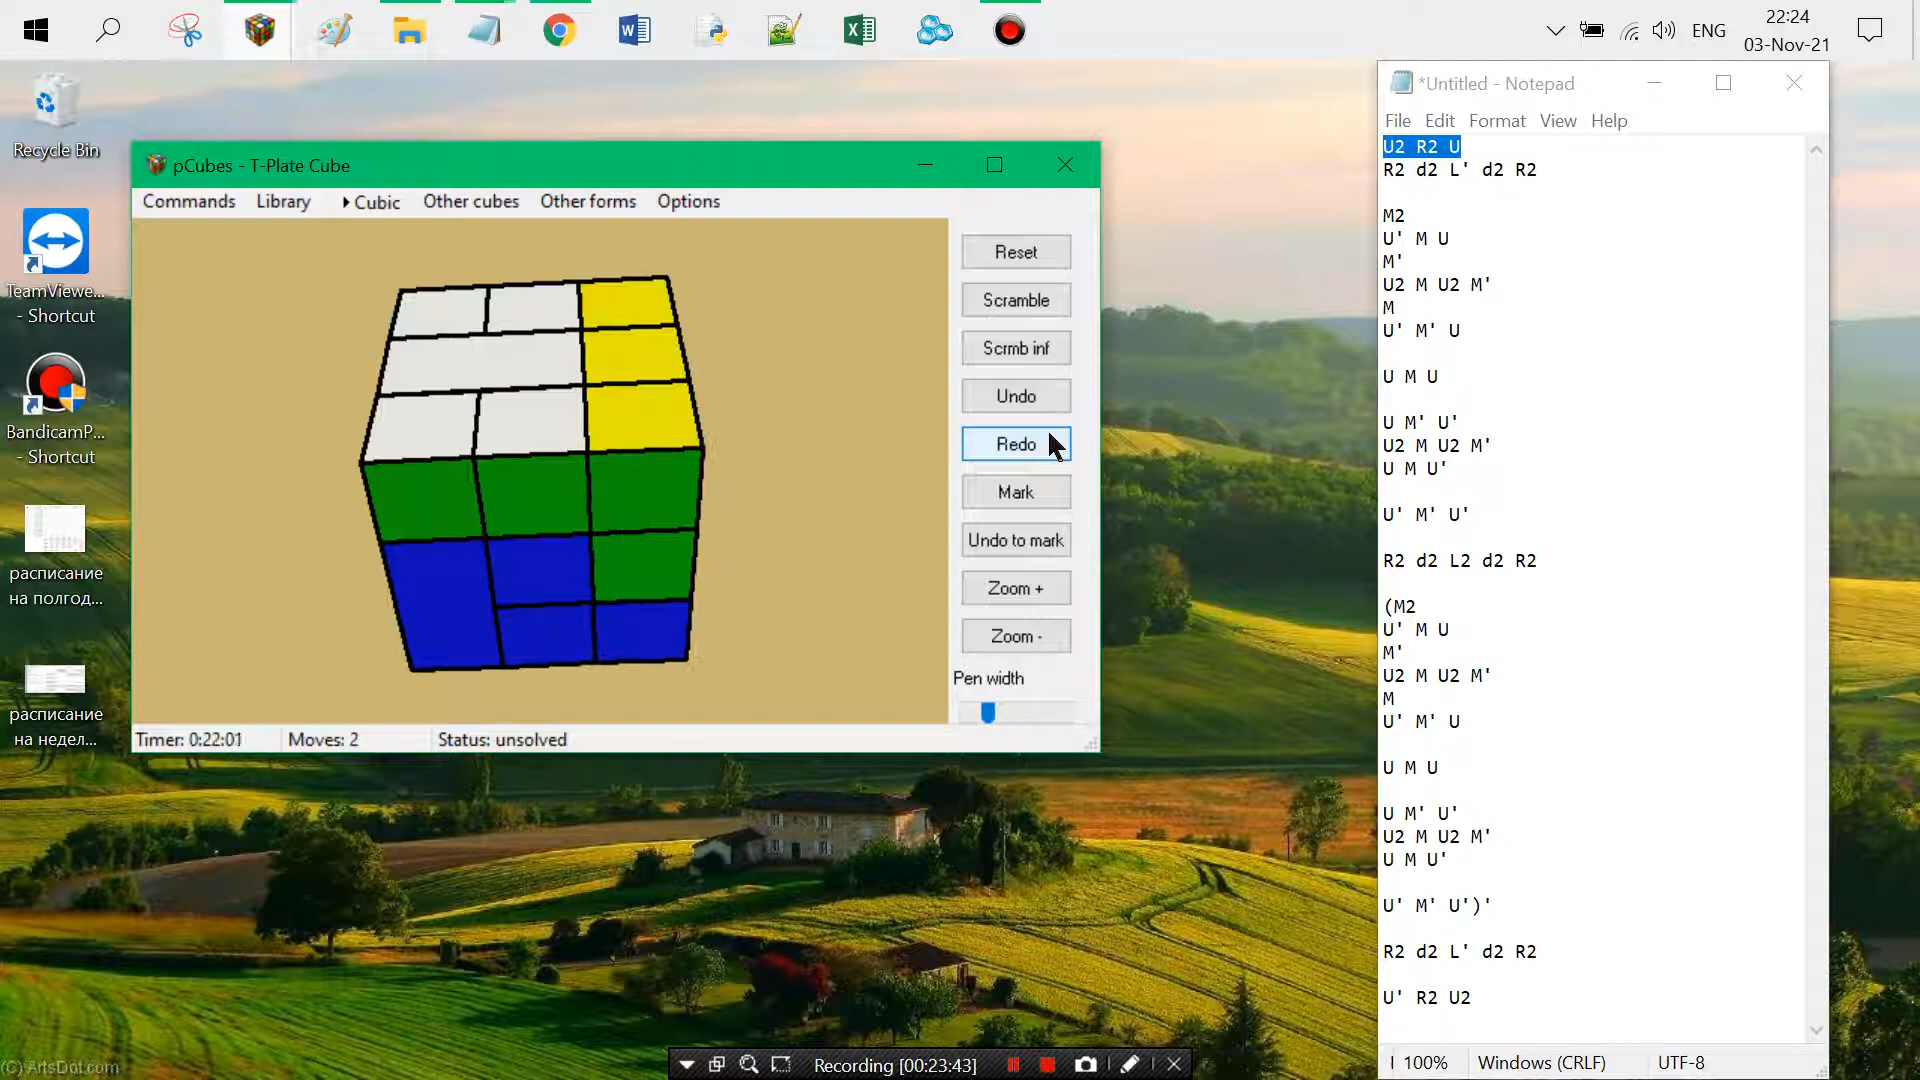 22:24
ENG
03-Nov-21
Recycle Bin
TeamViewe...
- Shortcut
BandicamP...
- Shortcut
расписание
на полгод...
расписание
на недел...
(C) ArtsDot.com
pCubes - T-Plate Cube
Commands Library Cubic Other cubes Other forms Options
Reset
Scramble
Scrmb inf
Undo
Redo
Mark
Undo to mark
Zoom +
Zoom -
Pen width
Timer: 0:22:01 Moves: 2 Status: unsolved
Recording [00:23:43]
*Untitled - Notepad
File Edit Format View Help
U2 R2 U
R2 d2 L' d2 R2
M2
U' M U
M'
U2 M U2 M'
M
U' M' U
U M U
U M' U'
U2 M U2 M'
U M U'
U' M' U'
R2 d2 L2 d2 R2
(M2
U' M U
M'
U2 M U2 M'
M
U' M' U
U M U
U M' U'
U2 M U2 M'
U M U'
U' M' U')'
R2 d2 L' d2 R2
U' R2 U2
100% Windows (CRLF) UTF-8